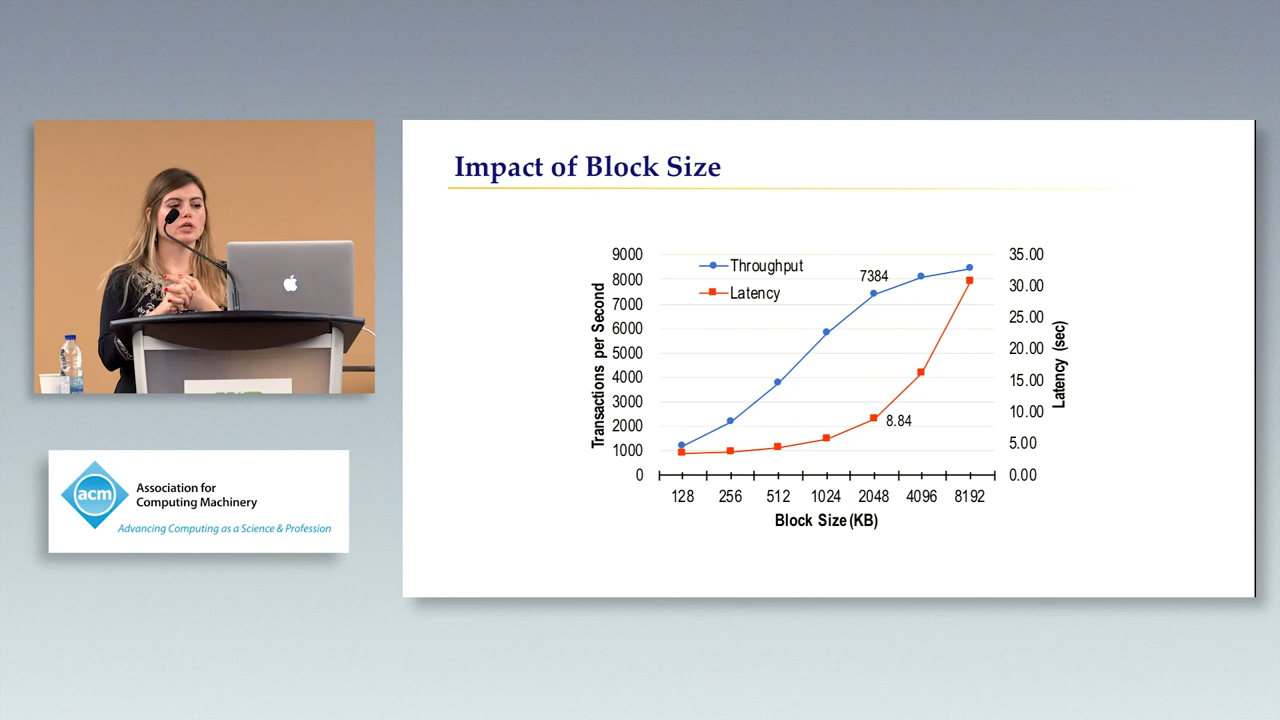 Impact of Block Size
Throughput
Latency
7384
8.84
9000
8000
7000
6000
5000
4000
3000
2000
1000
0
Transactions per Second
35.00
30.00
25.00
20.00
15.00
10.00
5.00
0.00
Latency (sec)
128 256 512 1024 2048 4096 8192
Block Size (KB)
acm
Association for
Computing Machinery
Advancing Computing as a Science & Profession